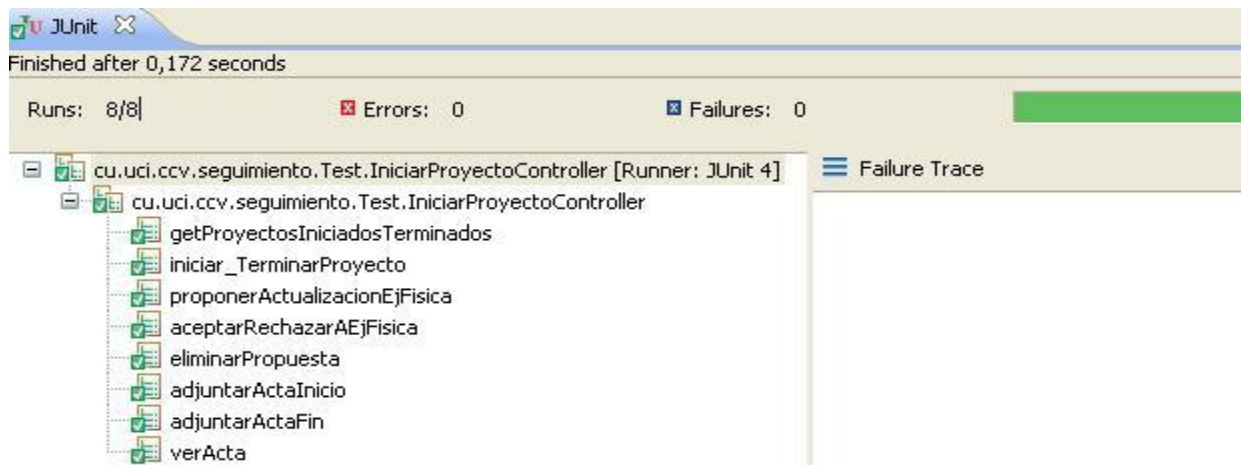 JUnit
Finished after 0,172 seconds
Runs: 8/8 Errors: 0 Failures: 0
cu.uci.ccv.seguimiento.Test.IniciarProyectoController [Runner: JUnit 4] Failure Trace
cu.uci.ccv.seguimiento.Test.IniciarProyectoController
getProyectosIniciadosTerminados
iniciar_TerminarProyecto
proponerActualizacionEjFisica
aceptarRechazarAEjFisica
eliminarPropuesta
adjuntarActaInicio
adjuntarActaFin
verActa